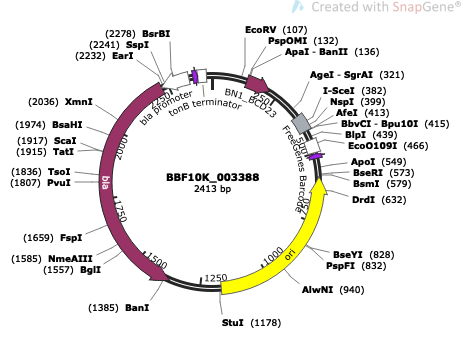 Created with SnapGene®
(2278) BsrBI
(2241) SspI
(2232) EarI
EcoRV (107)
PspOMI (132)
ApaI - BanII (136)
AgeI - SgrAI (321)
I-SceI (382)
NspI (399)
AfeI (413)
BbvCI - Bpu10I (415)
BlpI (439)
EcoO109I (466)
ApoI (549)
BseRI (573)
BsmI (579)
DrdI (632)
BseYI (828)
PspFI (832)
AlwNI (940)
StuI (1178)
(1385) BanI
(1557) BglI
(1585) NmeAIII
(1659) FspI
(1807) PvuI
(1836) TsoI
(1915) TatI
(1917) ScaI
(1974) BsaHI
(2036) XmnI
bla promoter
tonB terminator
BN1_BCD23
FreeGenes Barcode
bla
ori
BBF10K_003388
2413 bp
250
750
1000
1250
1500
1750
2000